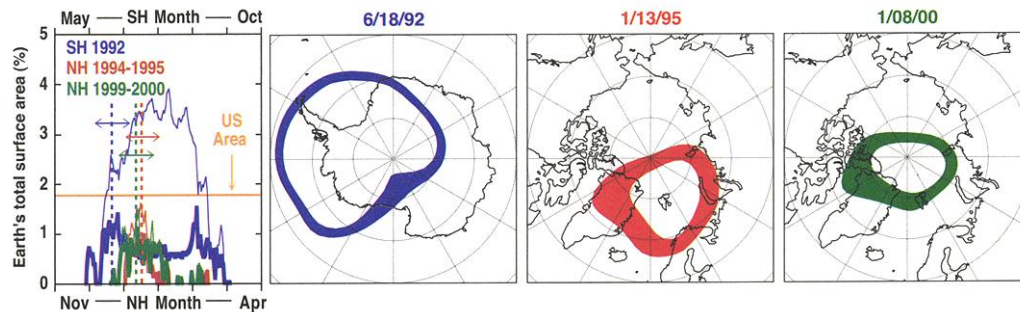 May — SH Month — Oct
6/18/92
1/13/95
1/08/00
5
4
3
2
1
0
Earth's total surface area (%)
SH 1992
NH 1994-1995
NH 1999-2000
US
Area
Nov — NH Month — Apr